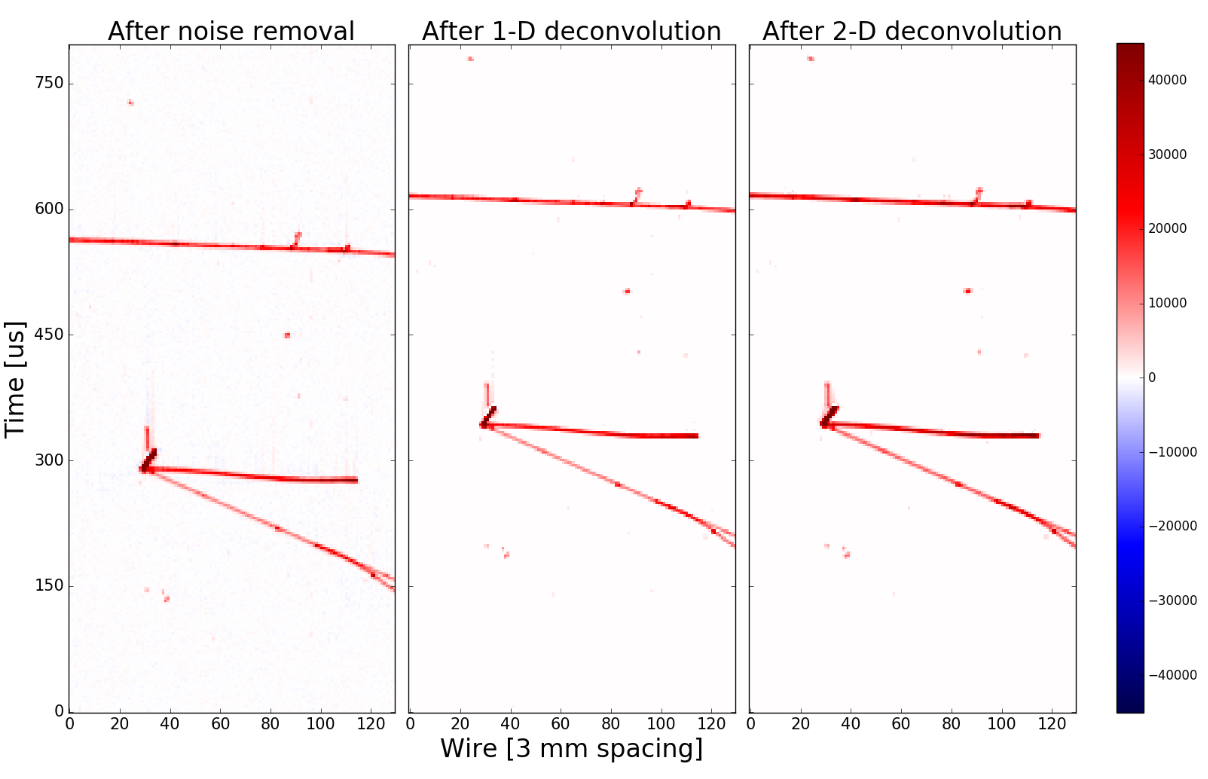 After noise removal After 1-D deconvolution After 2-D deconvolution
750
600
450
300
150
0
Time [us]
0 20 40 60 80 100 120
0 20 40 60 80 100 120
0 20 40 60 80 100 120
Wire [3 mm spacing]
40000
30000
20000
10000
0
−10000
−20000
−30000
−40000